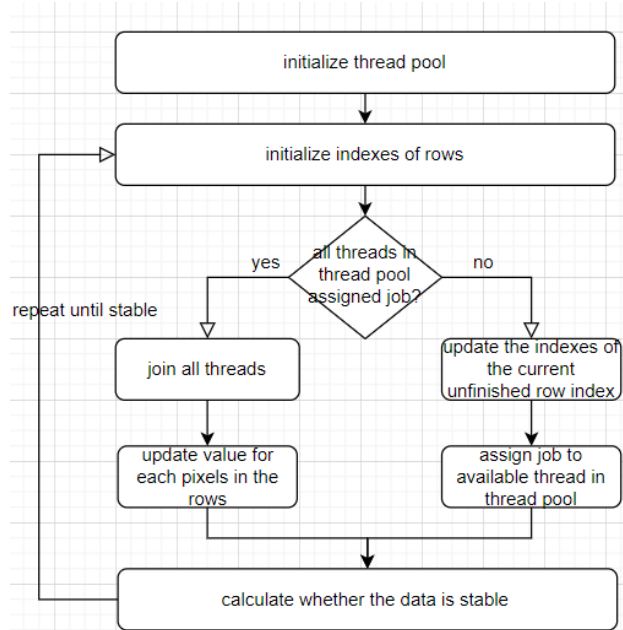 initialize thread pool
initialize indexes of rows
all threads in
thread pool
assigned job?
yes
no
repeat until stable
join all threads
update the indexes of
the current
unfinished row index
update value for
each pixels in the
rows
assign job to
available thread in
thread pool
calculate whether the data is stable